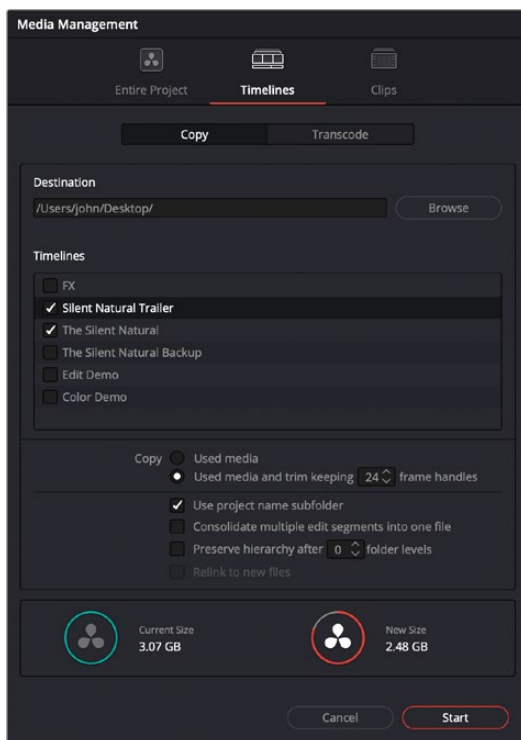 Media Management
Entire Project Timelines Clips
Copy Transcode
Destination
/Users/john/Desktop/ Browse
Timelines
FX
Silent Natural Trailer
The Silent Natural
The Silent Natural Backup
Edit Demo
Color Demo
Copy Used media
Used media and trim keeping 24 frame handles
Use project name subfolder
Consolidate multiple edit segments into one file
Preserve hierarchy after 0 folder levels
Relink to new files
Current Size New Size
3.07 GB 2.48 GB
Cancel Start